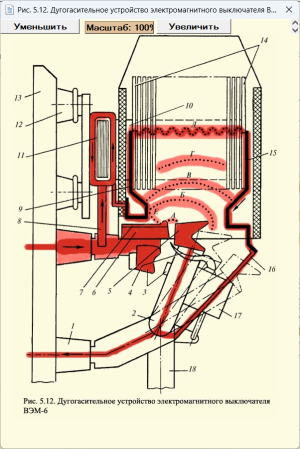 Рис. 5.12. Дугогасительное устройство электромагнитного выключателя В...
Уменьшить Масштаб: 100% Увеличить
14
13
10
Д
12
15
11
Г
В
9
Б
8
А
7 6 5 4 3
16
2
17
1
18
Рис. 5.12. Дугогасительное устройство электромагнитного выключателя
ВЭМ-6